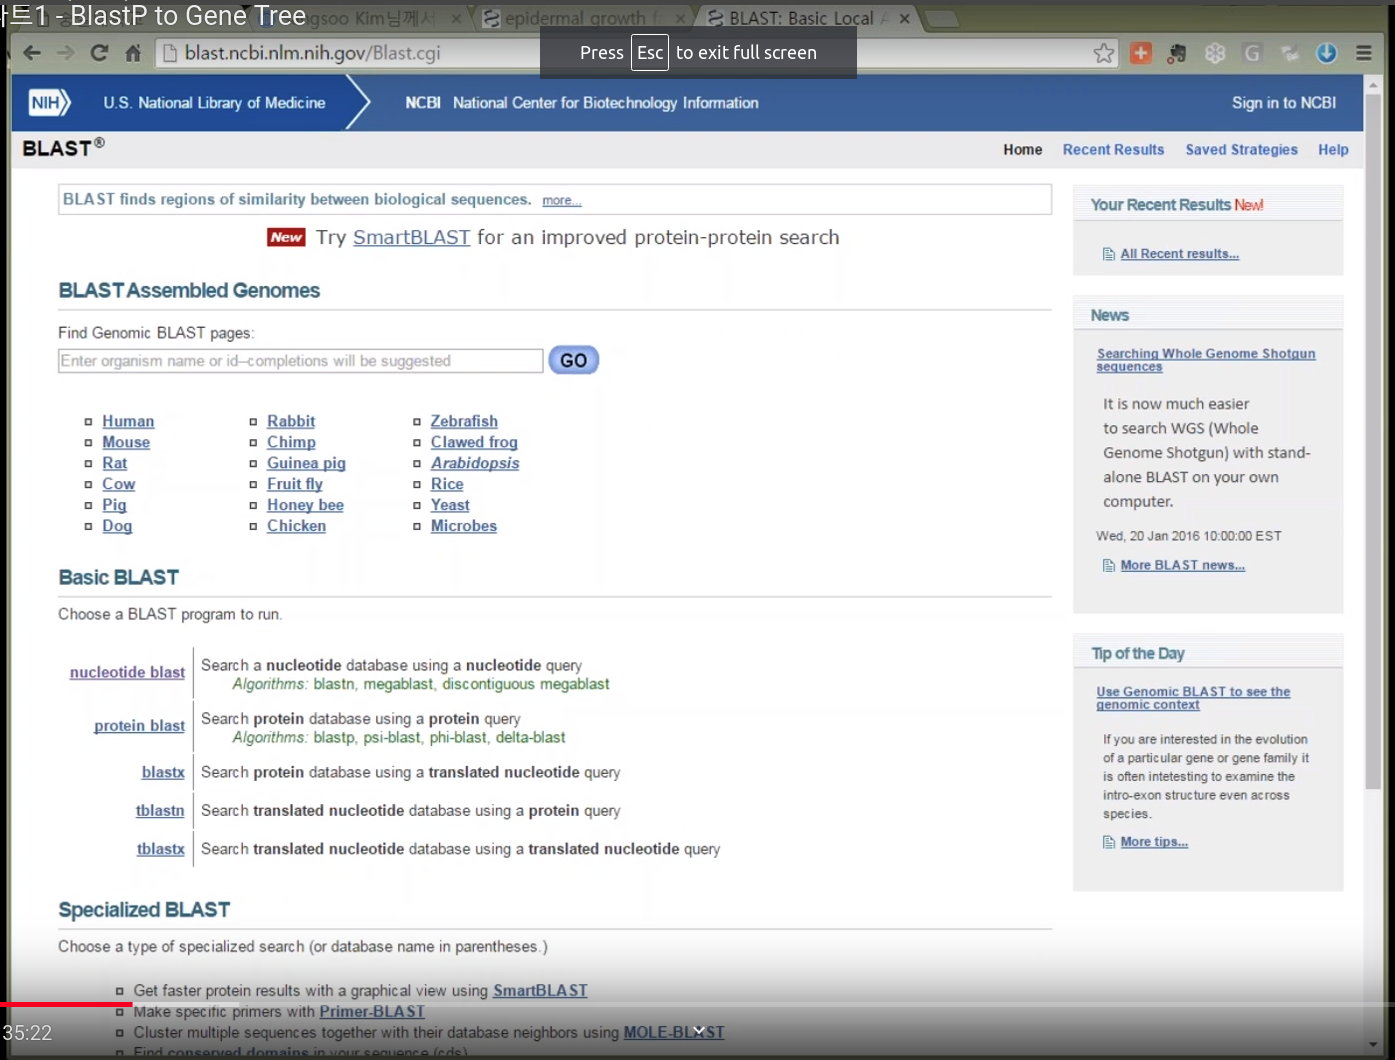 ㅏ트1 - BlastP to Gene Tree
ngsoo Kim님께서
epidermal growth f
BLAST: Basic Local A
blast.ncbi.nlm.nih.gov/Blast.cgi
Press Esc to exit full screen
NIH U.S. National Library of Medicine NCBI National Center for Biotechnology Information Sign in to NCBI
BLAST® Home Recent Results Saved Strategies Help
BLAST finds regions of similarity between biological sequences. more...
New Try SmartBLAST for an improved protein-protein search
BLAST Assembled Genomes
Find Genomic BLAST pages:
Enter organism name or id--completions will be suggested GO
Human Rabbit Zebrafish
Mouse Chimp Clawed frog
Rat Guinea pig Arabidopsis
Cow Fruit fly Rice
Pig Honey bee Yeast
Dog Chicken Microbes
Basic BLAST
Choose a BLAST program to run.
nucleotide blast Search a nucleotide database using a nucleotide query
Algorithms: blastn, megablast, discontiguous megablast
protein blast Search protein database using a protein query
Algorithms: blastp, psi-blast, phi-blast, delta-blast
blastx Search protein database using a translated nucleotide query
tblastn Search translated nucleotide database using a protein query
tblastx Search translated nucleotide database using a translated nucleotide query
Specialized BLAST
Choose a type of specialized search (or database name in parentheses.)
Get faster protein results with a graphical view using SmartBLAST
Make specific primers with Primer-BLAST
Cluster multiple sequences together with their database neighbors using MOLE-BLAST
Find conserved domains in your sequence (cds)
Your Recent Results New!
All Recent results...
News
Searching Whole Genome Shotgun
sequences
It is now much easier
to search WGS (Whole
Genome Shotgun) with stand-
alone BLAST on your own
computer.
Wed, 20 Jan 2016 10:00:00 EST
More BLAST news...
Tip of the Day
Use Genomic BLAST to see the
genomic context
If you are interested in the evolution
of a particular gene or gene family it
is often intetesting to examine the
intro-exon structure even across
species.
More tips...
35:22